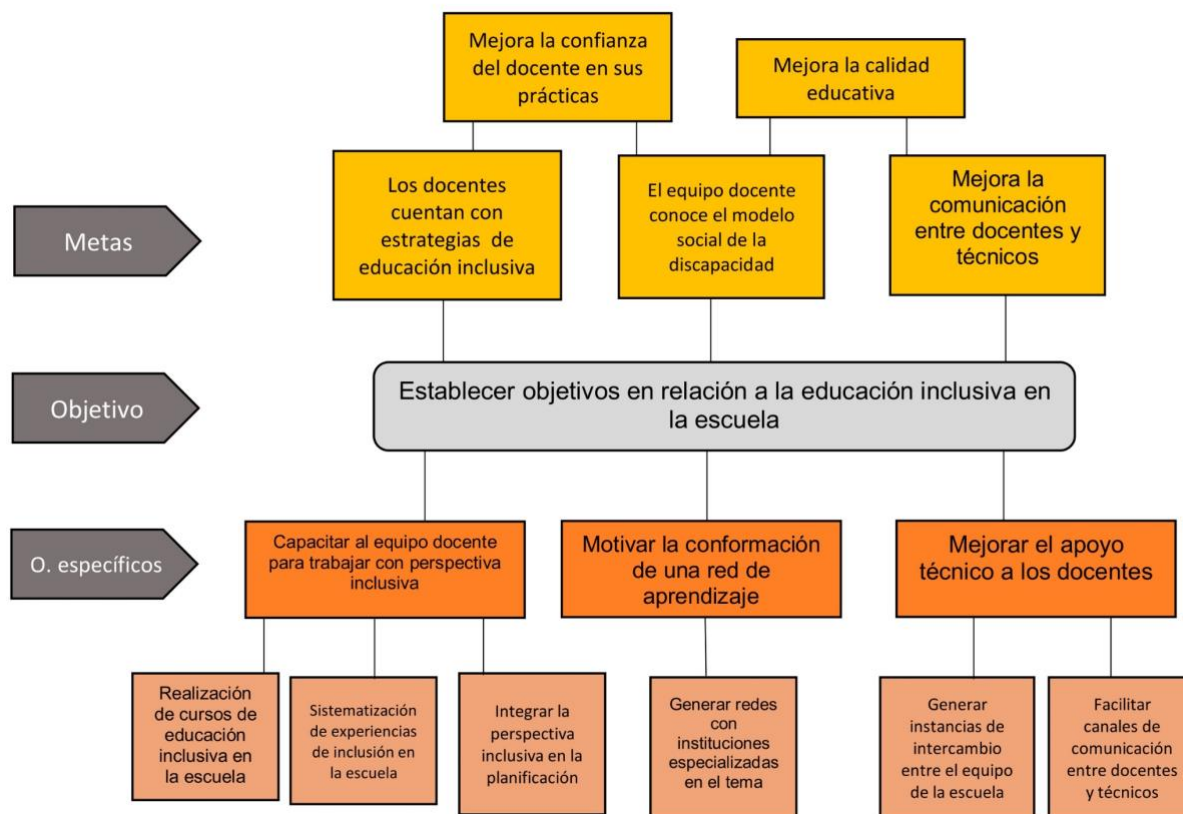 Mejora la confianza
del docente en sus
prácticas
Mejora la calidad
educativa
Metas
Los docentes
cuentan con
estrategias de
educación inclusiva
El equipo docente
conoce el modelo
social de la
discapacidad
Mejora la
comunicación
entre docentes y
técnicos
Objetivo
Establecer objetivos en relación a la educación inclusiva en
la escuela
O. específicos
Capacitar al equipo docente
para trabajar con perspectiva
inclusiva
Motivar la conformación
de una red de
aprendizaje
Mejorar el apoyo
técnico a los docentes
Realización
de cursos de
educación
inclusiva en
la escuela
Sistematización
de experiencias
de inclusión en
la escuela
Integrar la
perspectiva
inclusiva en la
planificación
Generar redes
con
instituciones
especializadas
en el tema
Generar
instancias de
intercambio
entre el equipo
de la escuela
Facilitar
canales de
comunicación
entre docentes
y técnicos